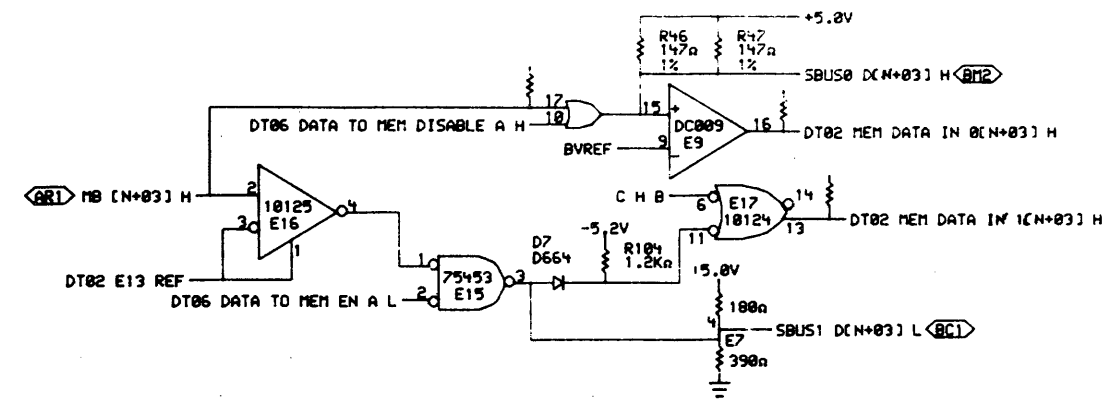 +5.0V
R46 R47
147Ω 147Ω
1% 1%
SBUS0 D[N+03] H BM2
17
10
15 +
DT06 DATA TO MEM DISABLE A H
DC009
E9
16
DT02 MEM DATA IN 0[N+03] H
BVREF
9 -
AR1 MB [N+03] H
2
10125
E16
4
3
1
C H B
6
E17
10124
14
13
DT02 MEM DATA IN 1[N+03] H
11
-5.2V
D7
D664
R104
1.2KΩ
DT02 E13 REF
1
75453
E15
3
2
DT06 DATA TO MEM EN A L
+5.0V
180Ω
4
SBUS1 D[N+03] L BC1
E7
390Ω